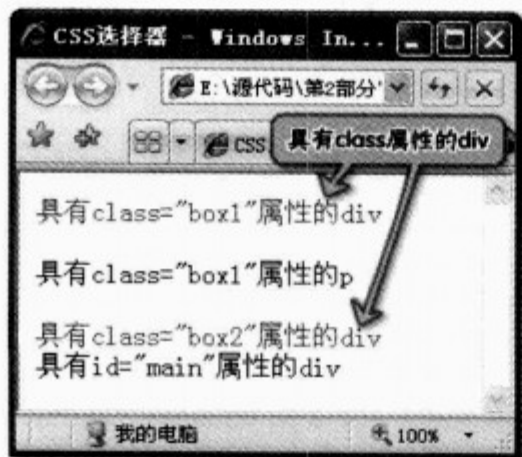 CSS选择器 - Windows In...
E:\源代码\第2部分
CSS
具有class属性的div
具有class="box1"属性的div
具有class="box1"属性的p
具有class="box2"属性的div
具有id="main"属性的div
我的电脑
100%